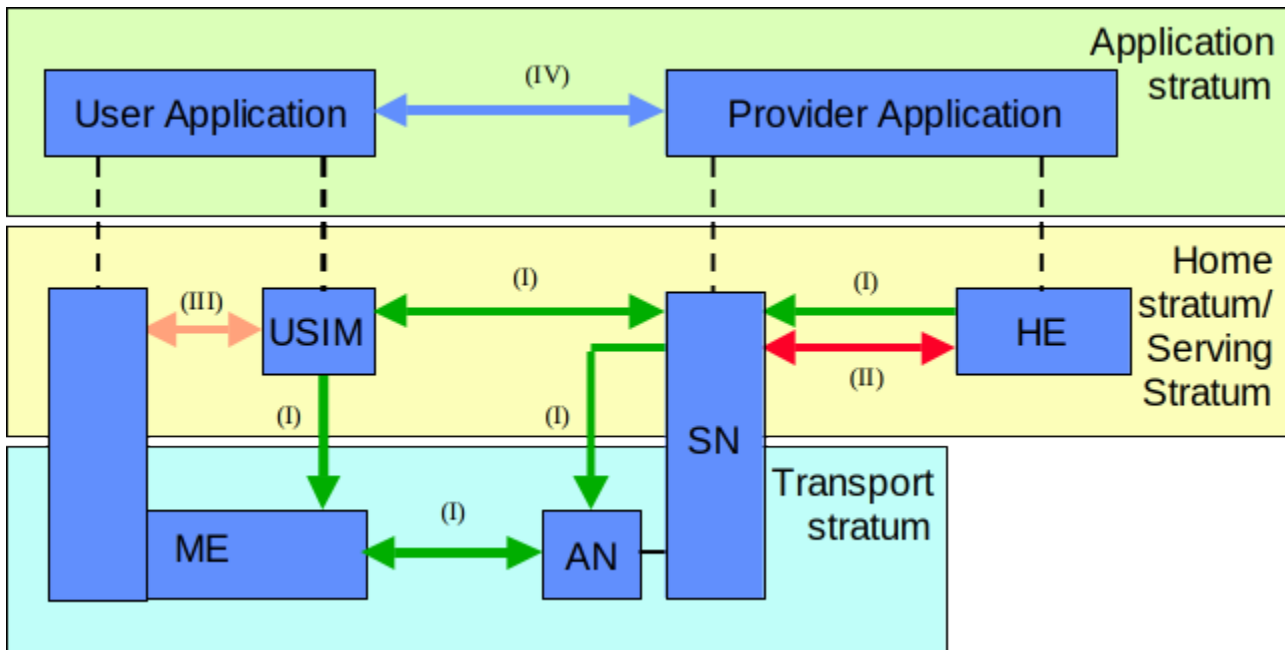 Application
stratum
(IV)
User Application
Provider Application
Home
stratum/
Serving
Stratum
(I)
(I)
(III)
USIM
HE
(II)
(I)
(I)
SN
Transport
stratum
(I)
ME
AN